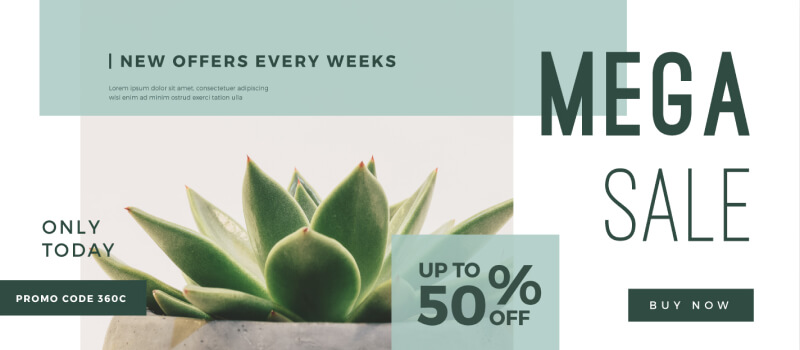 | NEW OFFERS EVERY WEEKS
Lorem ipsum dolor sit amet, consectetuer adipiscing
wisi enim ad minim ostrud exerci tation ulla
MEGA
SALE
ONLY
TODAY
PROMO CODE 360C
UP TO
50%
OFF
BUY NOW